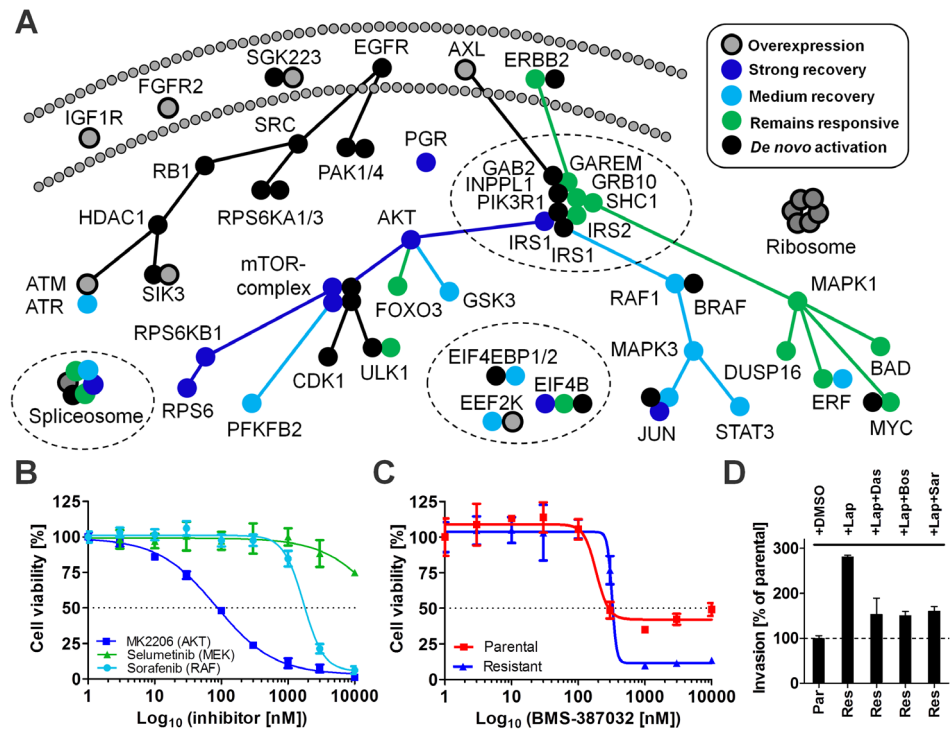 A
Overexpression
Strong recovery
Medium recovery
Remains responsive
De novo activation
EGFR
AXL
SGK223
ERBB2
FGFR2
IGF1R
SRC
PGR
RB1
PAK1/4
GAB2
GAREM
INPPL1
GRB10
PIK3R1
SHC1
RPS6KA1/3
HDAC1
AKT
IRS1
IRS2
IRS1
Ribosome
mTOR-
complex
ATM
ATR
SIK3
FOXO3
GSK3
RAF1
BRAF
MAPK1
RPS6KB1
CDK1
ULK1
EIF4EBP1/2
MAPK3
DUSP16
BAD
EIF4B
EEF2K
ERF
Spliceosome
RPS6
PFKFB2
JUN
STAT3
MYC
B
Cell viability [%]
125
100
75
50
25
0
MK2206 (AKT)
Selumetinib (MEK)
Sorafenib (RAF)
1
10
100
1000
10000
Log10 (inhibitor [nM])
C
Cell viability [%]
125
100
75
50
25
0
Parental
Resistant
1
10
100
1000
10000
Log10 (BMS-387032 [nM])
D
+DMSO
+Lap
+Lap+Das
+Lap+Bos
+Lap+Sar
Invasion [% of parental]
300
200
100
0
Par
Res
Res
Res
Res